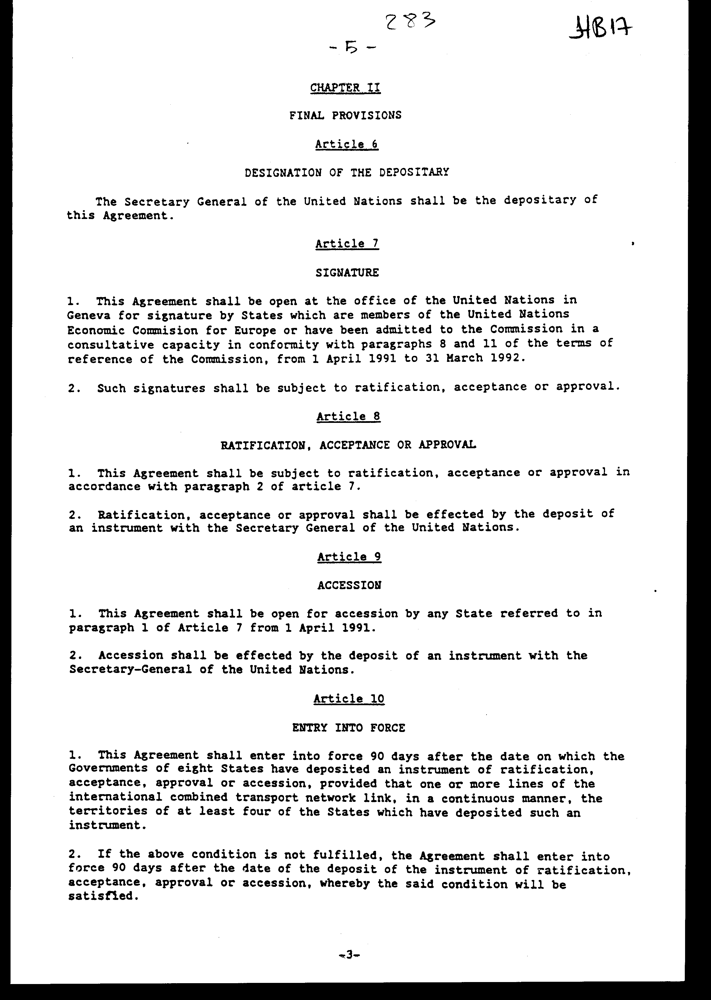 283
HB17
- 5 -
CHAPTER II
FINAL PROVISIONS
Article 6
DESIGNATION OF THE DEPOSITARY
The Secretary General of the United Nations shall be the depositary of
this Agreement.
Article 7
SIGNATURE
1. This Agreement shall be open at the office of the United Nations in
Geneva for signature by States which are members of the United Nations
Economic Commision for Europe or have been admitted to the Commission in a
consultative capacity in conformity with paragraphs 8 and 11 of the terms of
reference of the Commission, from 1 April 1991 to 31 March 1992.
2. Such signatures shall be subject to ratification, acceptance or approval.
Article 8
RATIFICATION, ACCEPTANCE OR APPROVAL
1. This Agreement shall be subject to ratification, acceptance or approval in
accordance with paragraph 2 of article 7.
2. Ratification, acceptance or approval shall be effected by the deposit of
an instrument with the Secretary General of the United Nations.
Article 9
ACCESSION
1. This Agreement shall be open for accession by any State referred to in
paragraph 1 of Article 7 from 1 April 1991.
2. Accession shall be effected by the deposit of an instrument with the
Secretary-General of the United Nations.
Article 10
ENTRY INTO FORCE
1. This Agreement shall enter into force 90 days after the date on which the
Governments of eight States have deposited an instrument of ratification,
acceptance, approval or accession, provided that one or more lines of the
international combined transport network link, in a continuous manner, the
territories of at least four of the States which have deposited such an
instrument.
2. If the above condition is not fulfilled, the Agreement shall enter into
force 90 days after the date of the deposit of the instrument of ratification,
acceptance, approval or accession, whereby the said condition will be
satisfied.
-3-